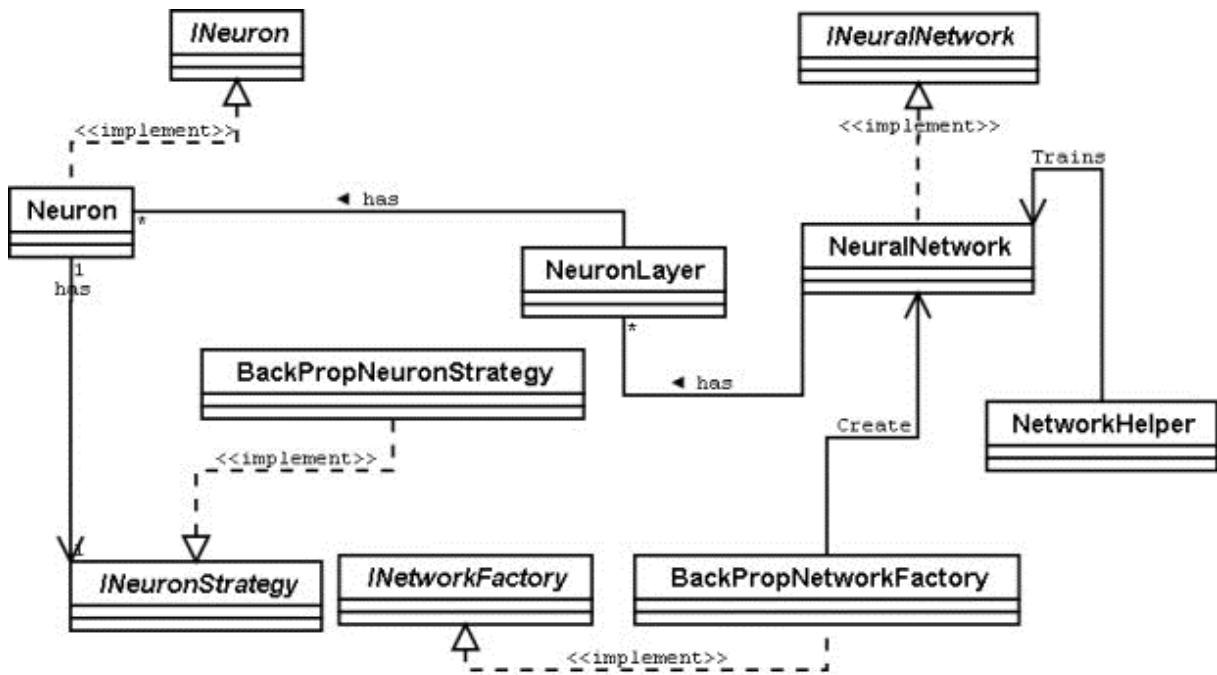 INeuron
INeuralNetwork
<<implement>>
<<implement>>
Trains
Neuron
*
◄ has
NeuronLayer
NeuralNetwork
1
has
*
BackPropNeuronStrategy
◄ has
Create
NetworkHelper
<<implement>>
1
INeuronStrategy
INetworkFactory
BackPropNetworkFactory
<<implement>>